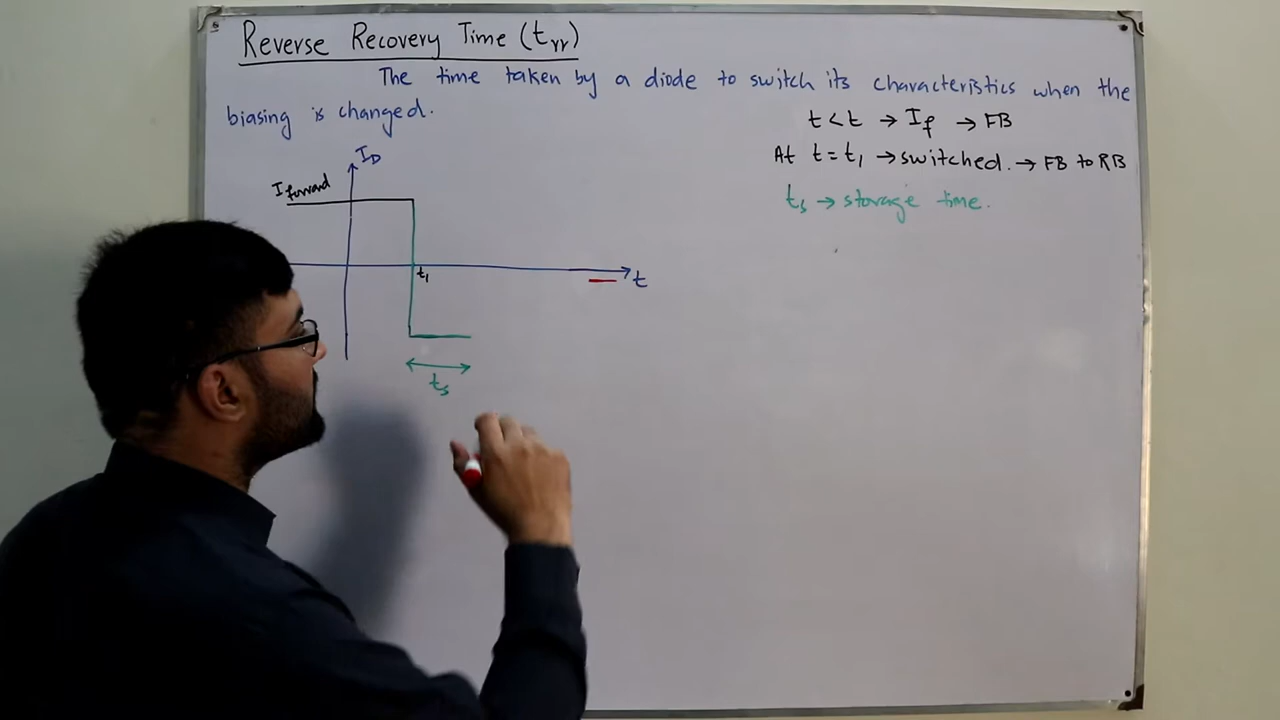 Reverse Recovery Time (trr)
The time taken by a diode to switch its characteristics when the
biasing is changed.
t < t → If → FB
At t = t1 → switched. → FB to RB
ts → storage time.
ID
Iforward
t1
t
ts